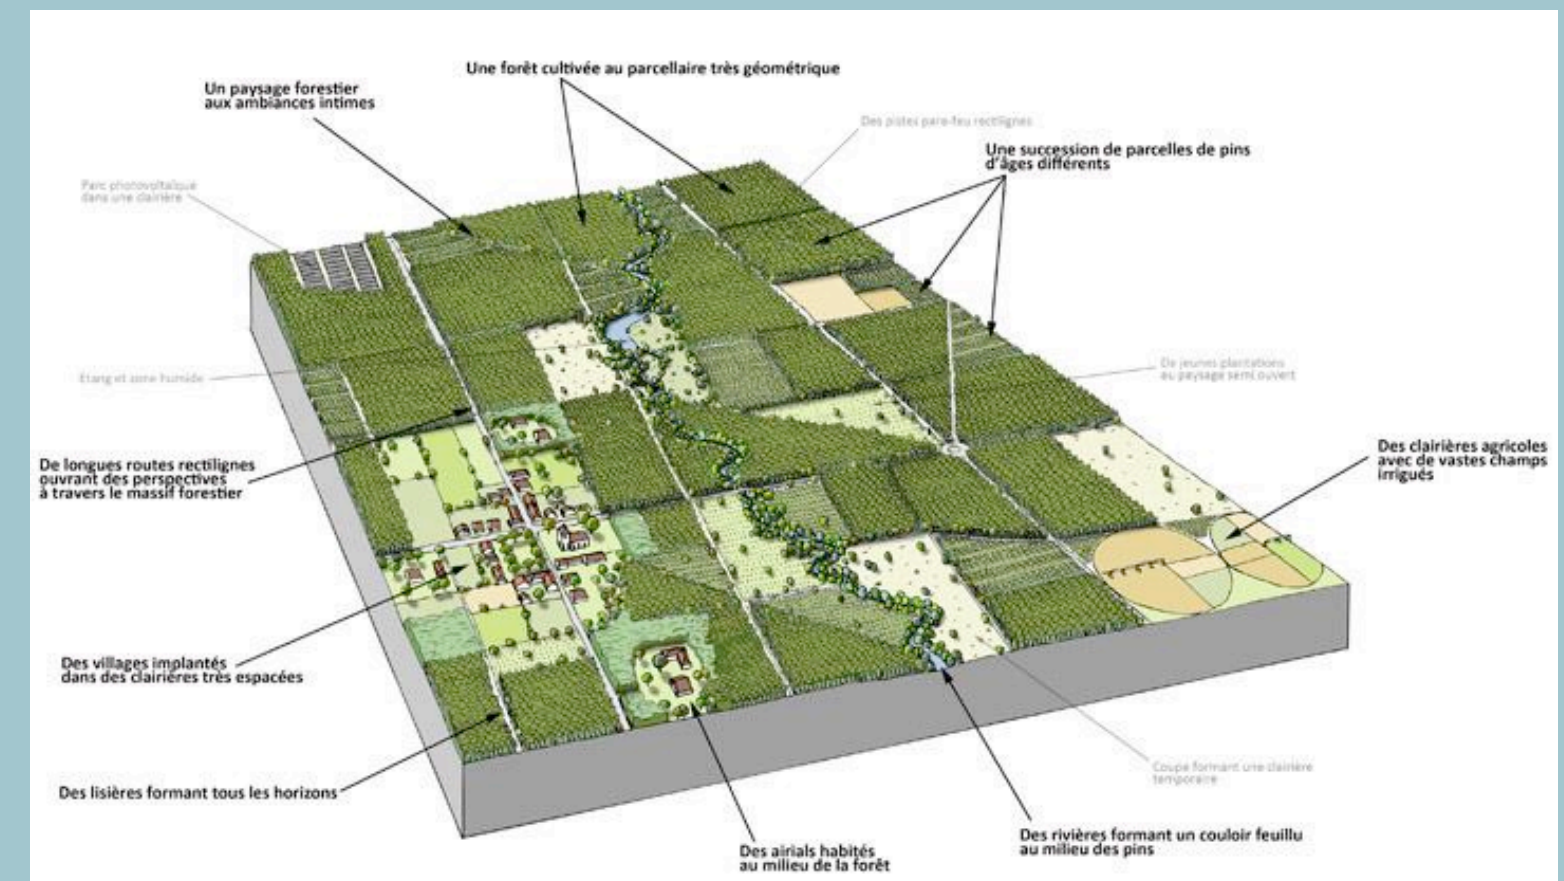 Une forêt cultivée au parcellaire très géométrique
Un paysage forestier
aux ambiances intimes
Des pistes pare-feu rectilignes
Une succession de parcelles de pins
d'âges différents
Parc photovoltaïque
dans une clairière
Etang et zone humide
De jeunes plantations
au paysage semi ouvert
Des clairières agricoles
avec de vastes champs
irrigués
De longues routes rectilignes
ouvrant des perspectives
à travers le massif forestier
Des villages implantés
dans des clairières très espacées
Des lisières formant tous les horizons
Coupe formant une clairière
temporaire
Des rivières formant un couloir feuillu
au milieu des pins
Des airials habités
au milieu de la forêt